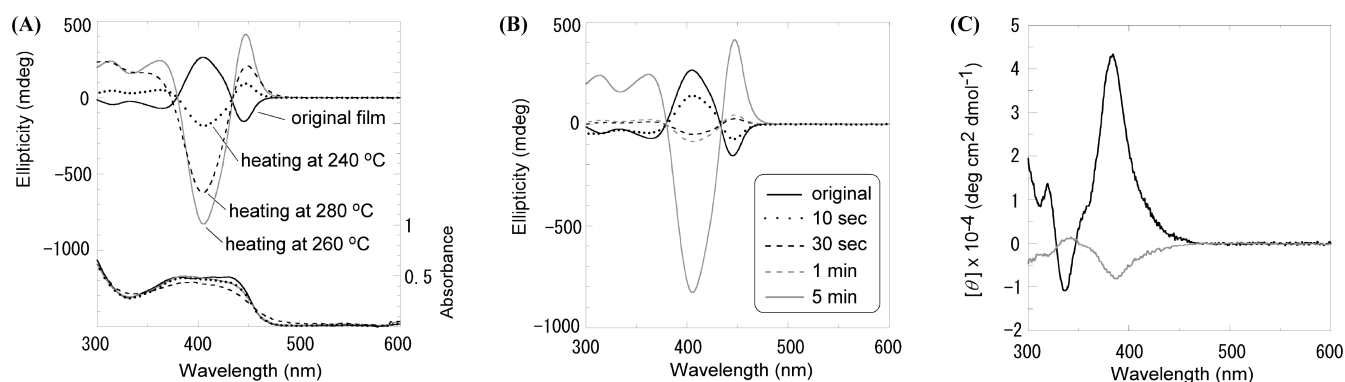 (A)
500
0
−500
−1000
Ellipticity (mdeg)
original film
heating at 240 ºC
heating at 280 ºC
heating at 260 ºC
1
0.5
Absorbance
300 400 500 600
Wavelength (nm)
(B)
500
0
−500
−1000
Ellipticity (mdeg)
original
10 sec
30 sec
1 min
5 min
300 400 500 600
Wavelength (nm)
(C)
5
4
3
2
1
0
-1
-2
[θ] x 10-4 (deg cm2 dmol-1)
300 400 500 600
Wavelength (nm)